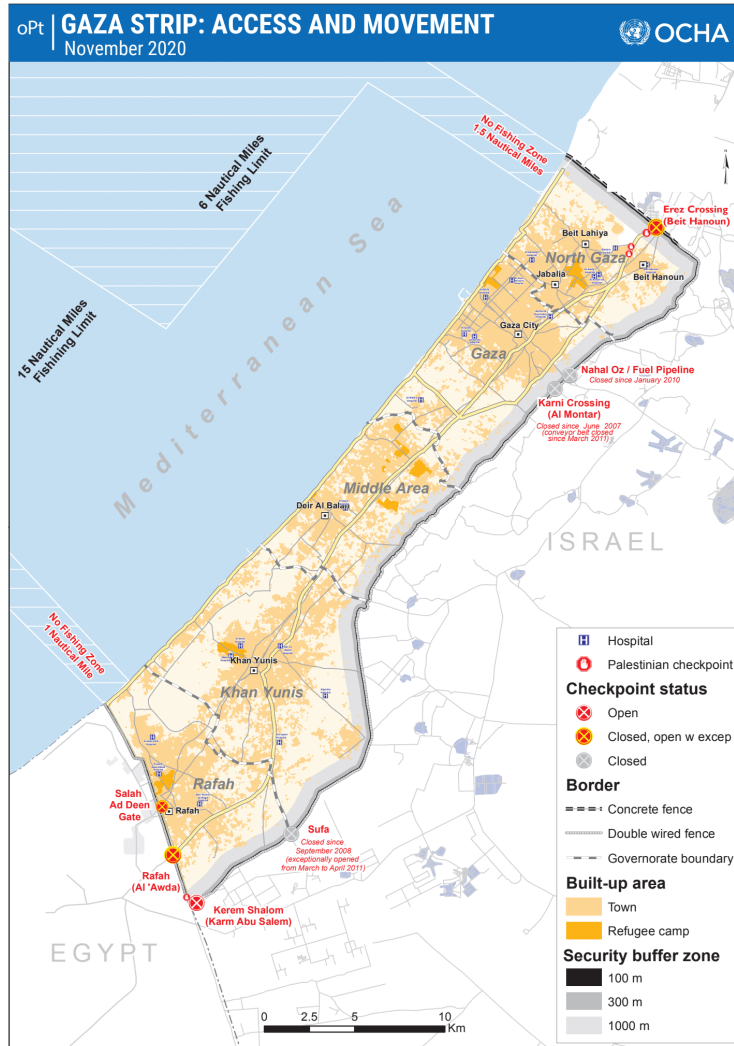 oPt
GAZA STRIP: ACCESS AND MOVEMENT
November 2020
OCHA
No Fishing Zone
1.5 Nautical Miles
6 Nautical Miles
Fishing Limit
15 Nautical Miles
Fishining Limit
Mediterranean Sea
Erez Crossing
(Beit Hanoun)
Beit Lahiya
North Gaza
Jabalia
Beit Hanoun
Gaza City
Gaza
Nahal Oz / Fuel Pipeline
Closed since January 2010
Karni Crossing
(Al Montar)
Closed since June 2007
(conveyor belt closed
since March 2011)
Middle Area
Deir Al Balah
ISRAEL
No Fishing Zone
1 Nautical Mile
Khan Yunis
Khan Yunis
Rafah
Salah
Ad Deen
Gate
Rafah
Sufa
Closed since
September 2008
(exceptionally opened
from March to April 2011)
Rafah
(Al 'Awda)
Kerem Shalom
(Karm Abu Salem)
EGYPT
0 2.5 5 10
Km
H Hospital
Palestinian checkpoint
Checkpoint status
Open
Closed, open w excep
Closed
Border
Concrete fence
Double wired fence
Governorate boundary
Built-up area
Town
Refugee camp
Security buffer zone
100 m
300 m
1000 m